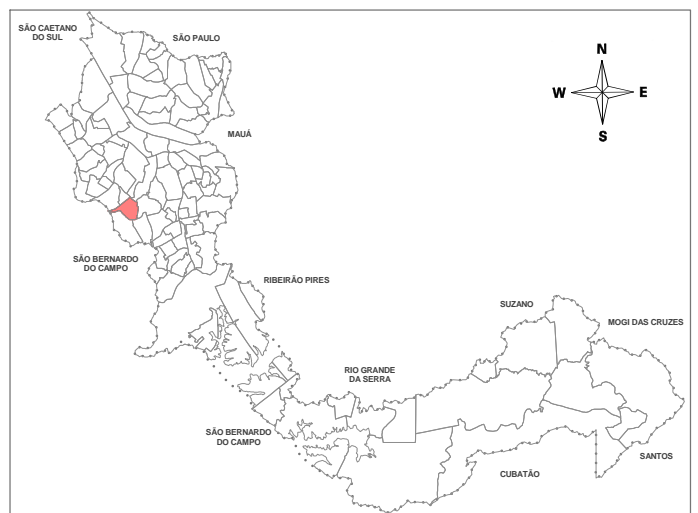 SÃO CAETANO
DO SUL
SÃO PAULO
N
W
E
S
MAUÁ
SÃO BERNARDO
DO CAMPO
RIBEIRÃO PIRES
SUZANO
MOGI DAS CRUZES
RIO GRANDE
DA SERRA
SÃO BERNARDO
DO CAMPO
SANTOS
CUBATÃO